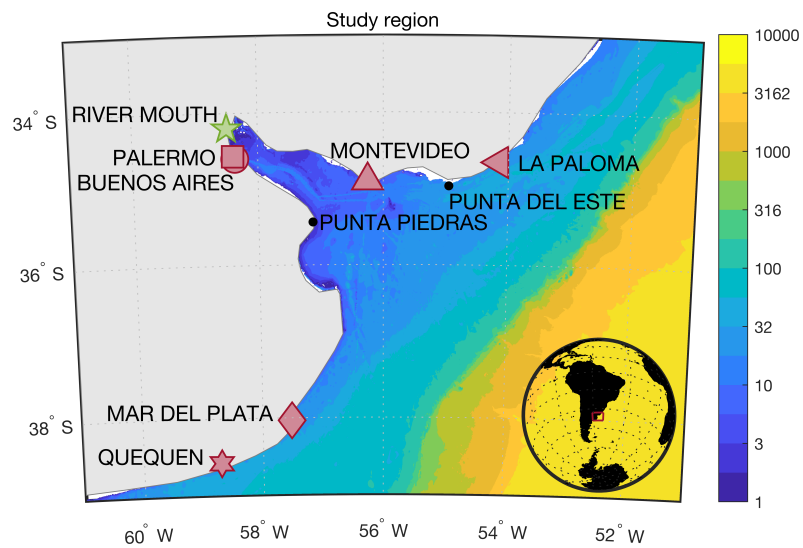 Study region
10000
3162
1000
316
100
32
10
3
1
34° S
36° S
38° S
RIVER MOUTH
PALERMO
BUENOS AIRES
MONTEVIDEO
LA PALOMA
PUNTA DEL ESTE
PUNTA PIEDRAS
MAR DEL PLATA
QUEQUEN
60° W
58° W
56° W
54° W
52° W